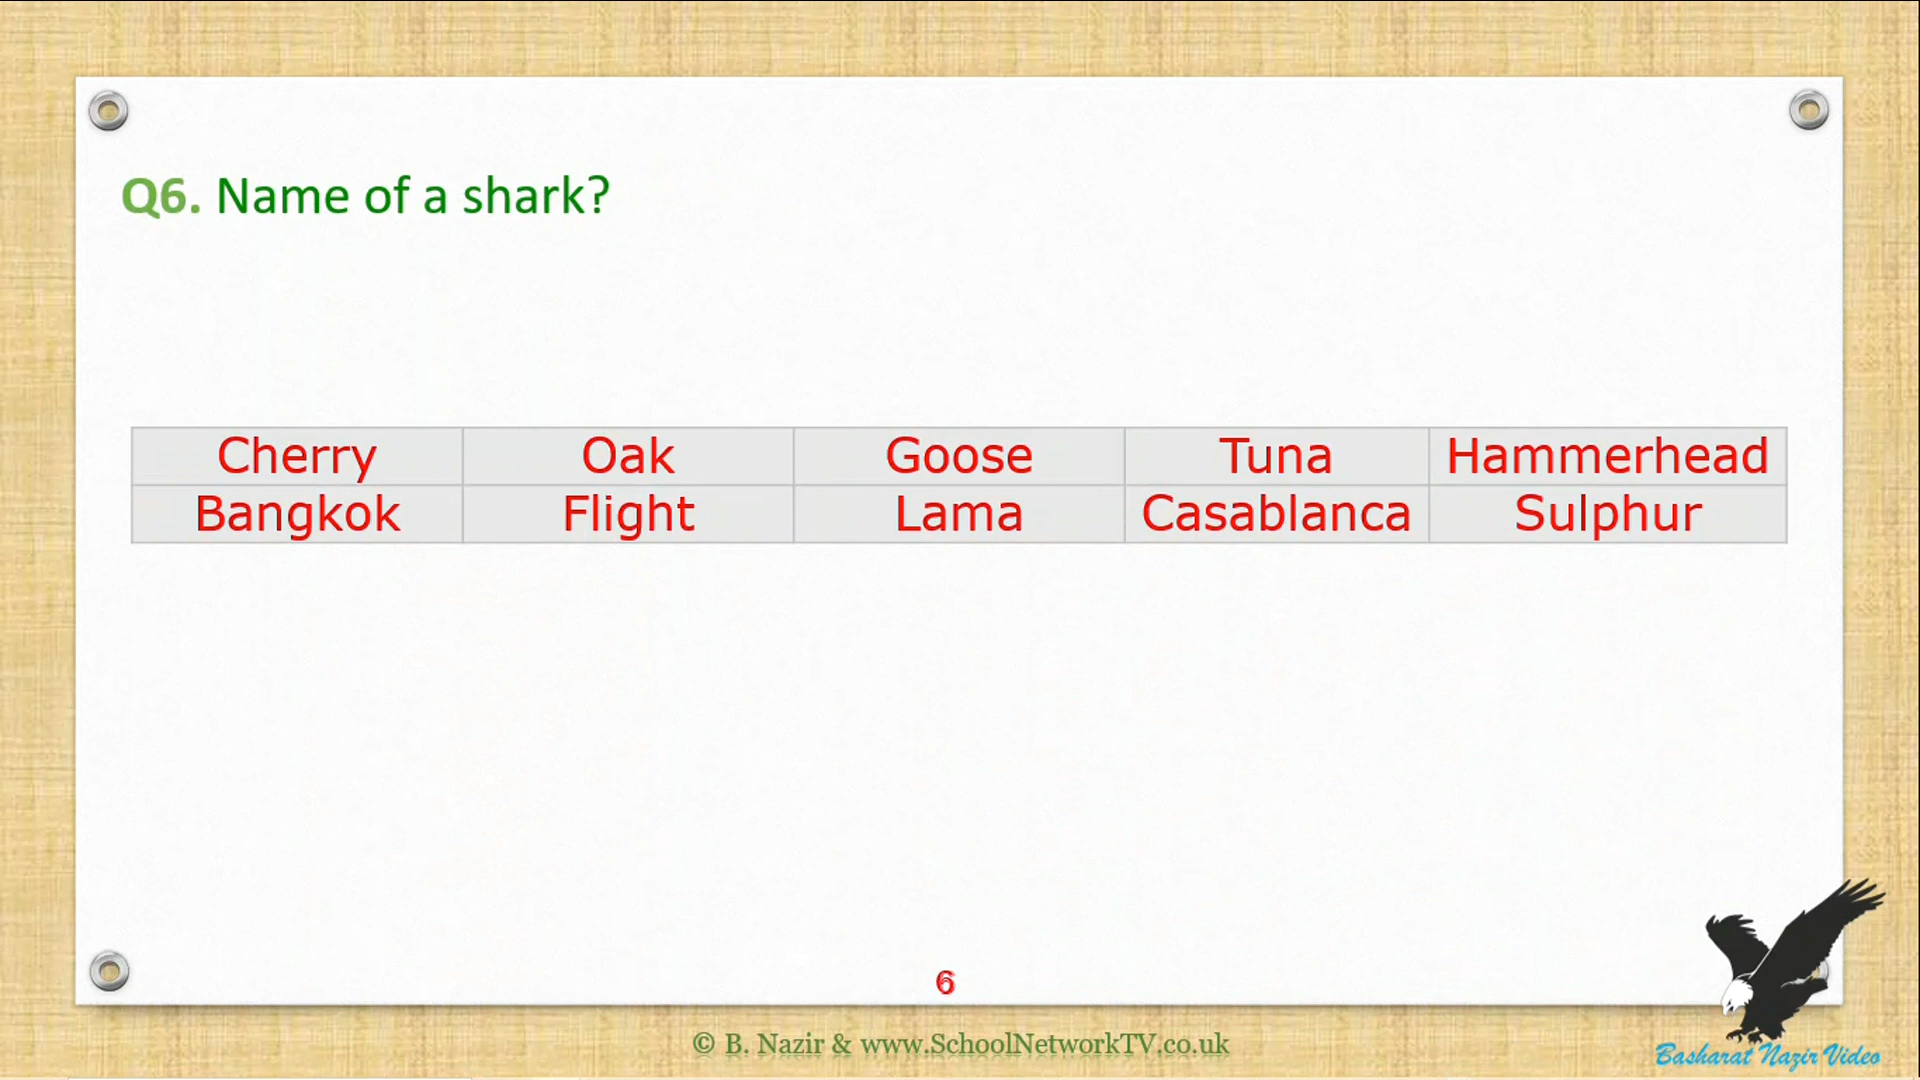 Q6. Name of a shark?
Cherry Oak Goose Tuna Hammerhead
Bangkok Flight Lama Casablanca Sulphur
6
© B. Nazir & www.SchoolNetworkTV.co.uk
Basharat Nazir Video